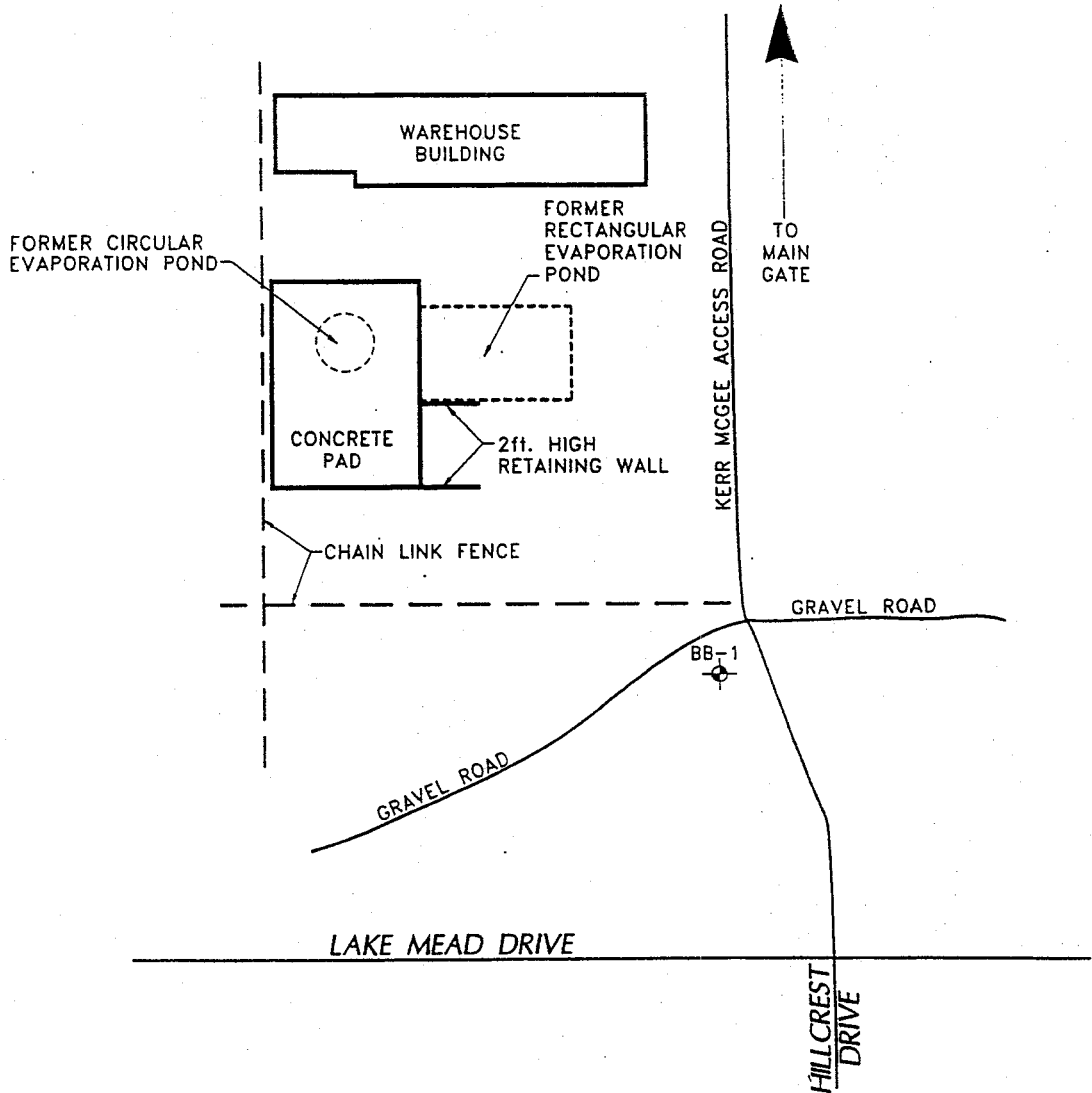 WAREHOUSE
BUILDING
FORMER CIRCULAR
EVAPORATION POND
FORMER
RECTANGULAR
EVAPORATION
POND
KERR MCGEE ACCESS ROAD
TO
MAIN
GATE
CONCRETE
PAD
2ft. HIGH
RETAINING WALL
CHAIN LINK FENCE
GRAVEL ROAD
BB-1
GRAVEL ROAD
LAKE MEAD DRIVE
HILLCREST
DRIVE